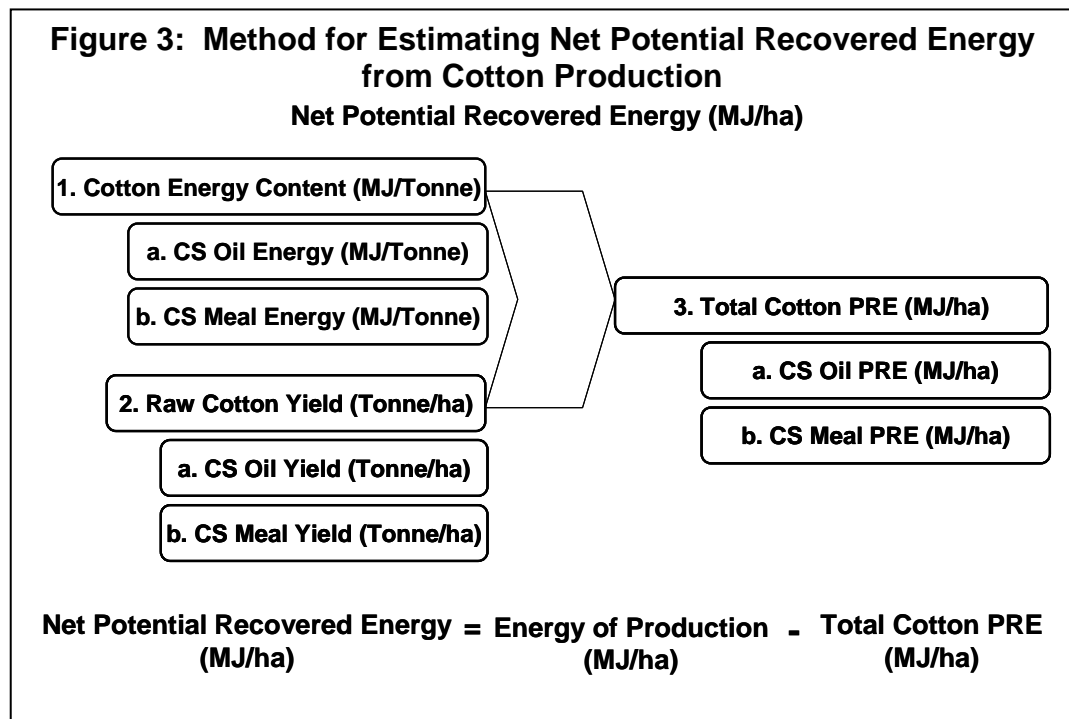 Figure 3: Method for Estimating Net Potential Recovered Energy
from Cotton Production
Net Potential Recovered Energy (MJ/ha)
1. Cotton Energy Content (MJ/Tonne)
a. CS Oil Energy (MJ/Tonne)
b. CS Meal Energy (MJ/Tonne)
2. Raw Cotton Yield (Tonne/ha)
a. CS Oil Yield (Tonne/ha)
b. CS Meal Yield (Tonne/ha)
3. Total Cotton PRE (MJ/ha)
a. CS Oil PRE (MJ/ha)
b. CS Meal PRE (MJ/ha)
Net Potential Recovered Energy = Energy of Production - Total Cotton PRE
(MJ/ha) (MJ/ha) (MJ/ha)